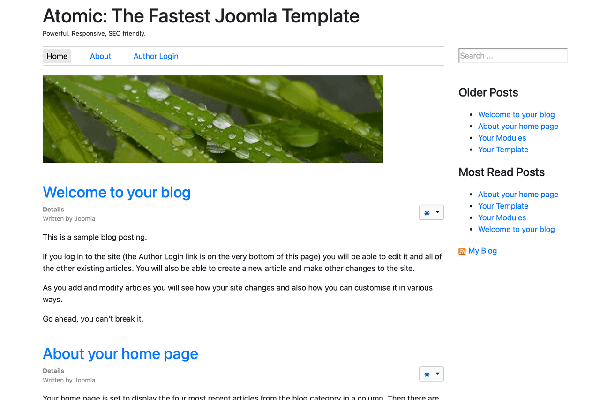 Atomic: The Fastest Joomla Template
Powerful. Responsive, SEO friendly.
Home About Author Login
Search ...
Welcome to your blog
Details
Written by Joomla
This is a sample blog posting.
If you log in to the site (the Author Login link is on the very bottom of this page) you will be able to edit it and all of
the other existing articles. You will also be able to create a new article and make other changes to the site.
As you add and modify articles you will see how your site changes and also how you can customise it in various
ways.
Go ahead, you can't break it.
About your home page
Details
Written by Joomla
Your home page is set to display the four most recent articles from the blog category in a column. Then there are
Older Posts
Welcome to your blog
About your home page
Your Modules
Your Template
Most Read Posts
About your home page
Your Template
Your Modules
Welcome to your blog
My Blog